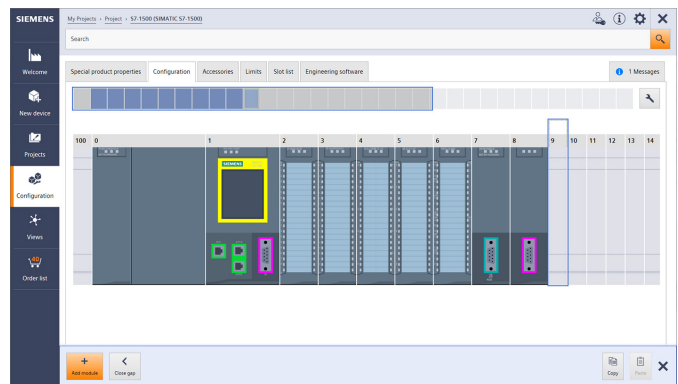 SIEMENS
My Projects › Project › S7-1500 (SIMATIC S7-1500)
Search
Welcome
New device
Projects
Configuration
Views
40
Order list
Special product properties Configuration Accessories Limits Slot list Engineering software 1 Messages
100 0 1 2 3 4 5 6 7 8 9 10 11 12 13 14
SIEMENS
Add module Close gap Copy Paste